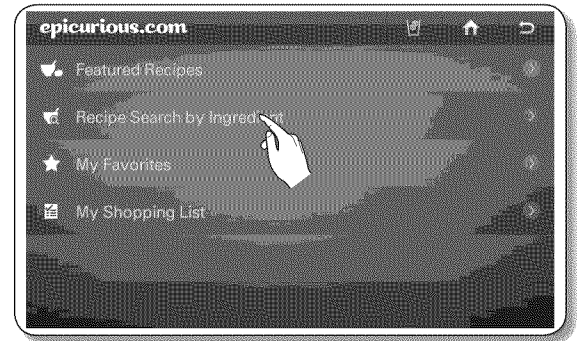 epicurious.com
Featured Recipes
Recipe Search by Ingredient
My Favorites
My Shopping List